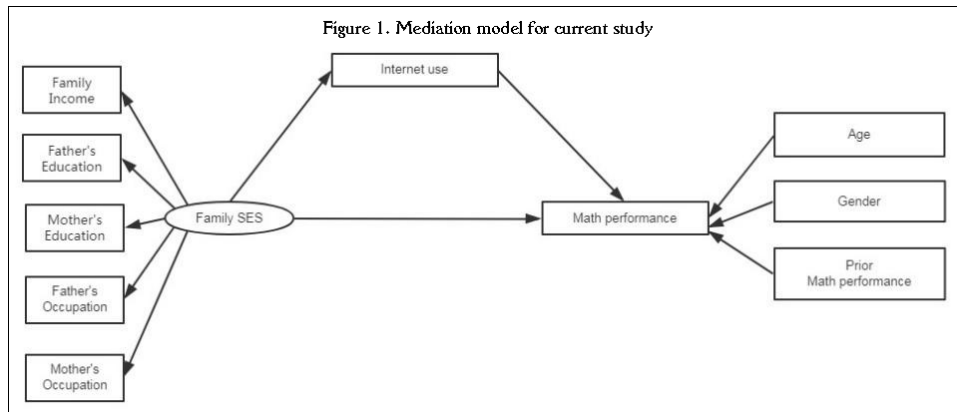 Figure 1. Mediation model for current study
Internet use
Family
Income
Father's
Education
Mother's
Education
Father's
Occupation
Mother's
Occupation
Family SES
Math performance
Age
Gender
Prior
Math performance